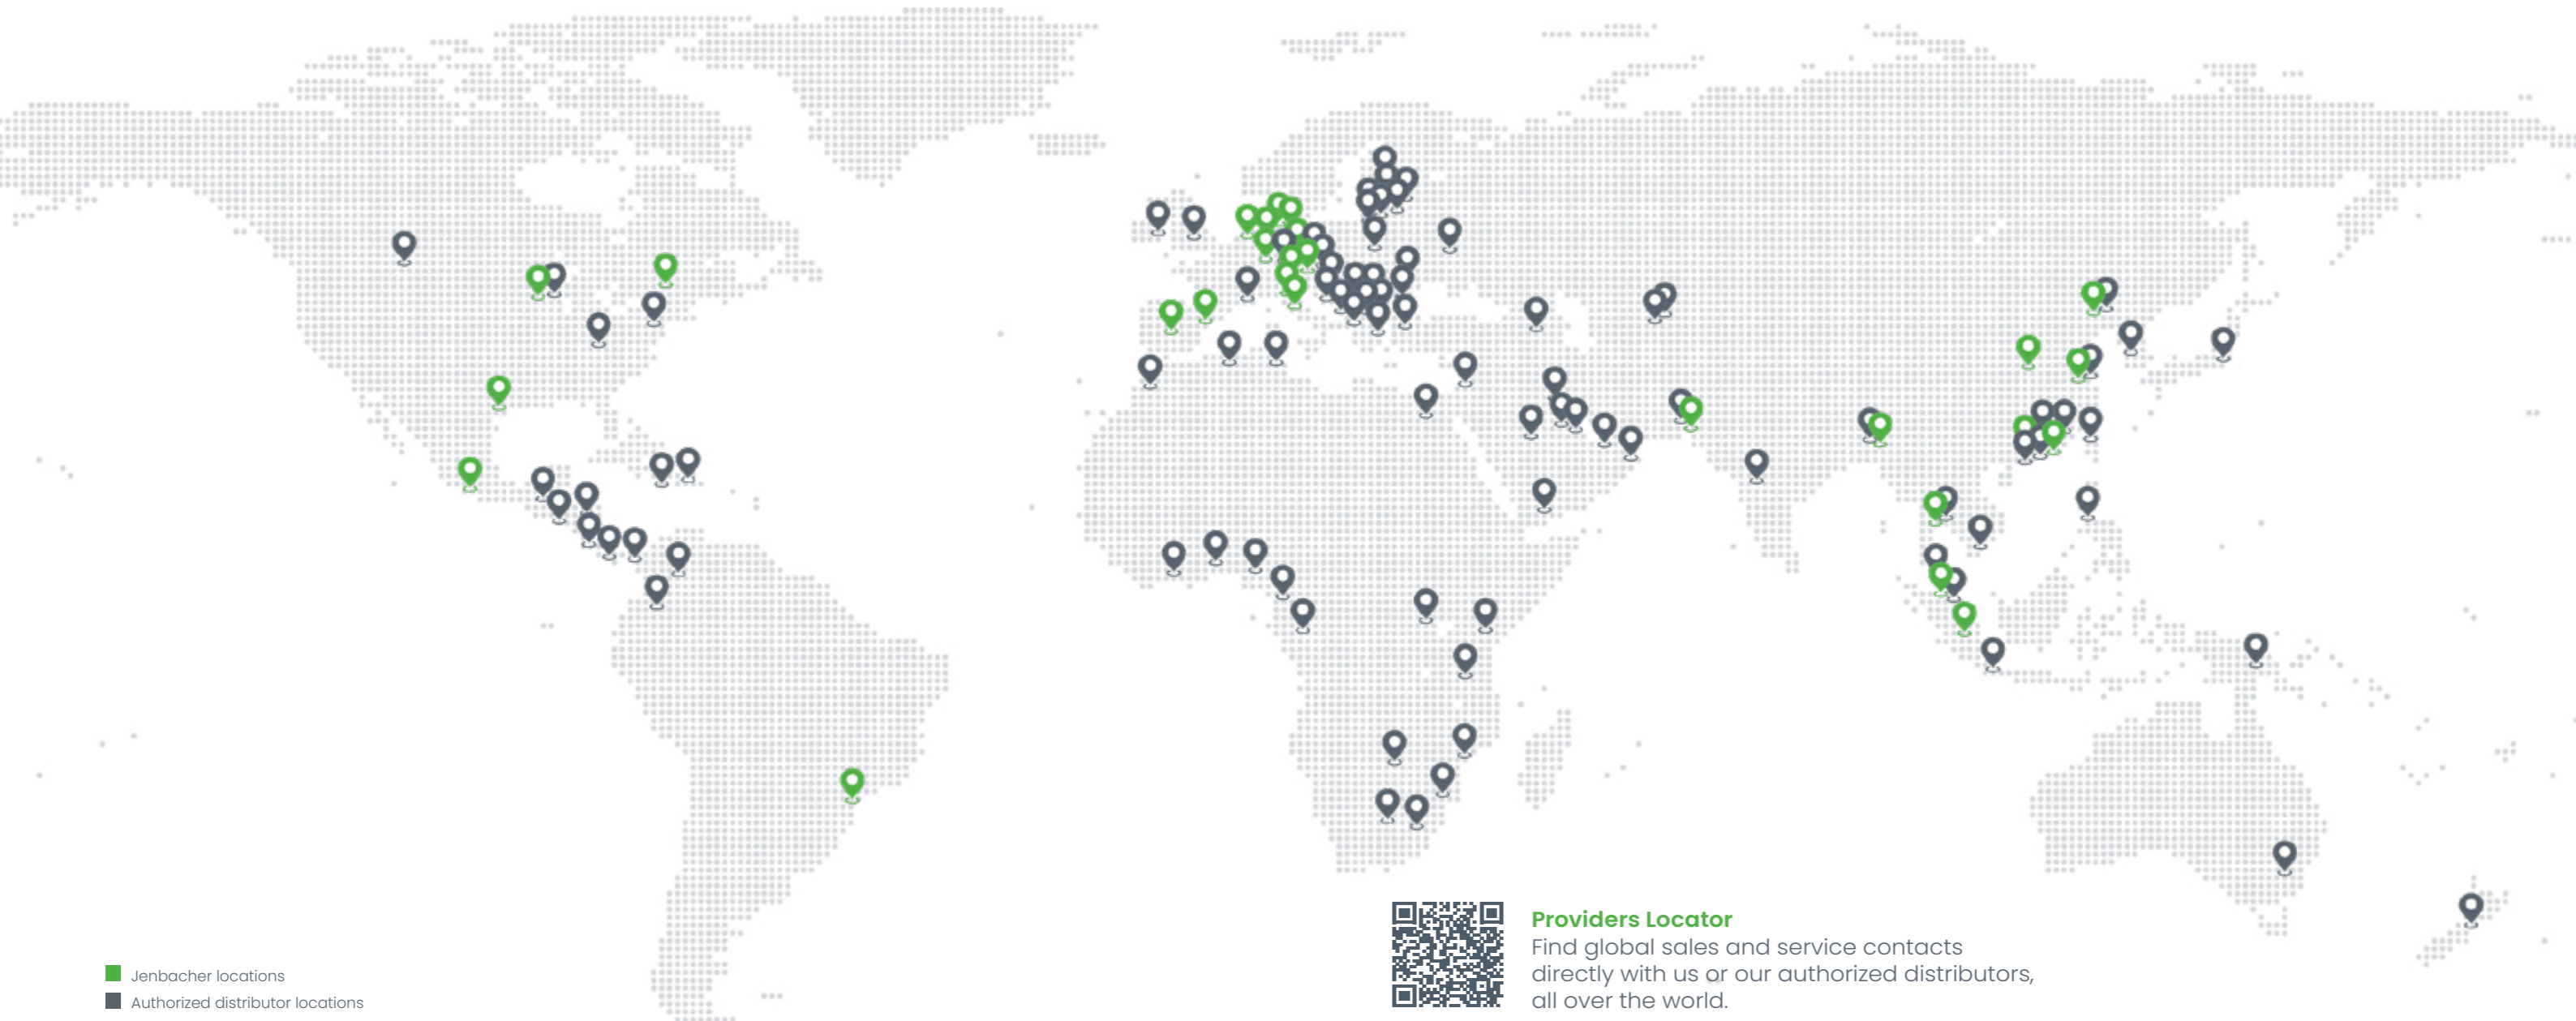 Providers Locator
Find global sales and service contacts
directly with us or our authorized distributors,
all over the world.
Jenbacher locations
Authorized distributor locations